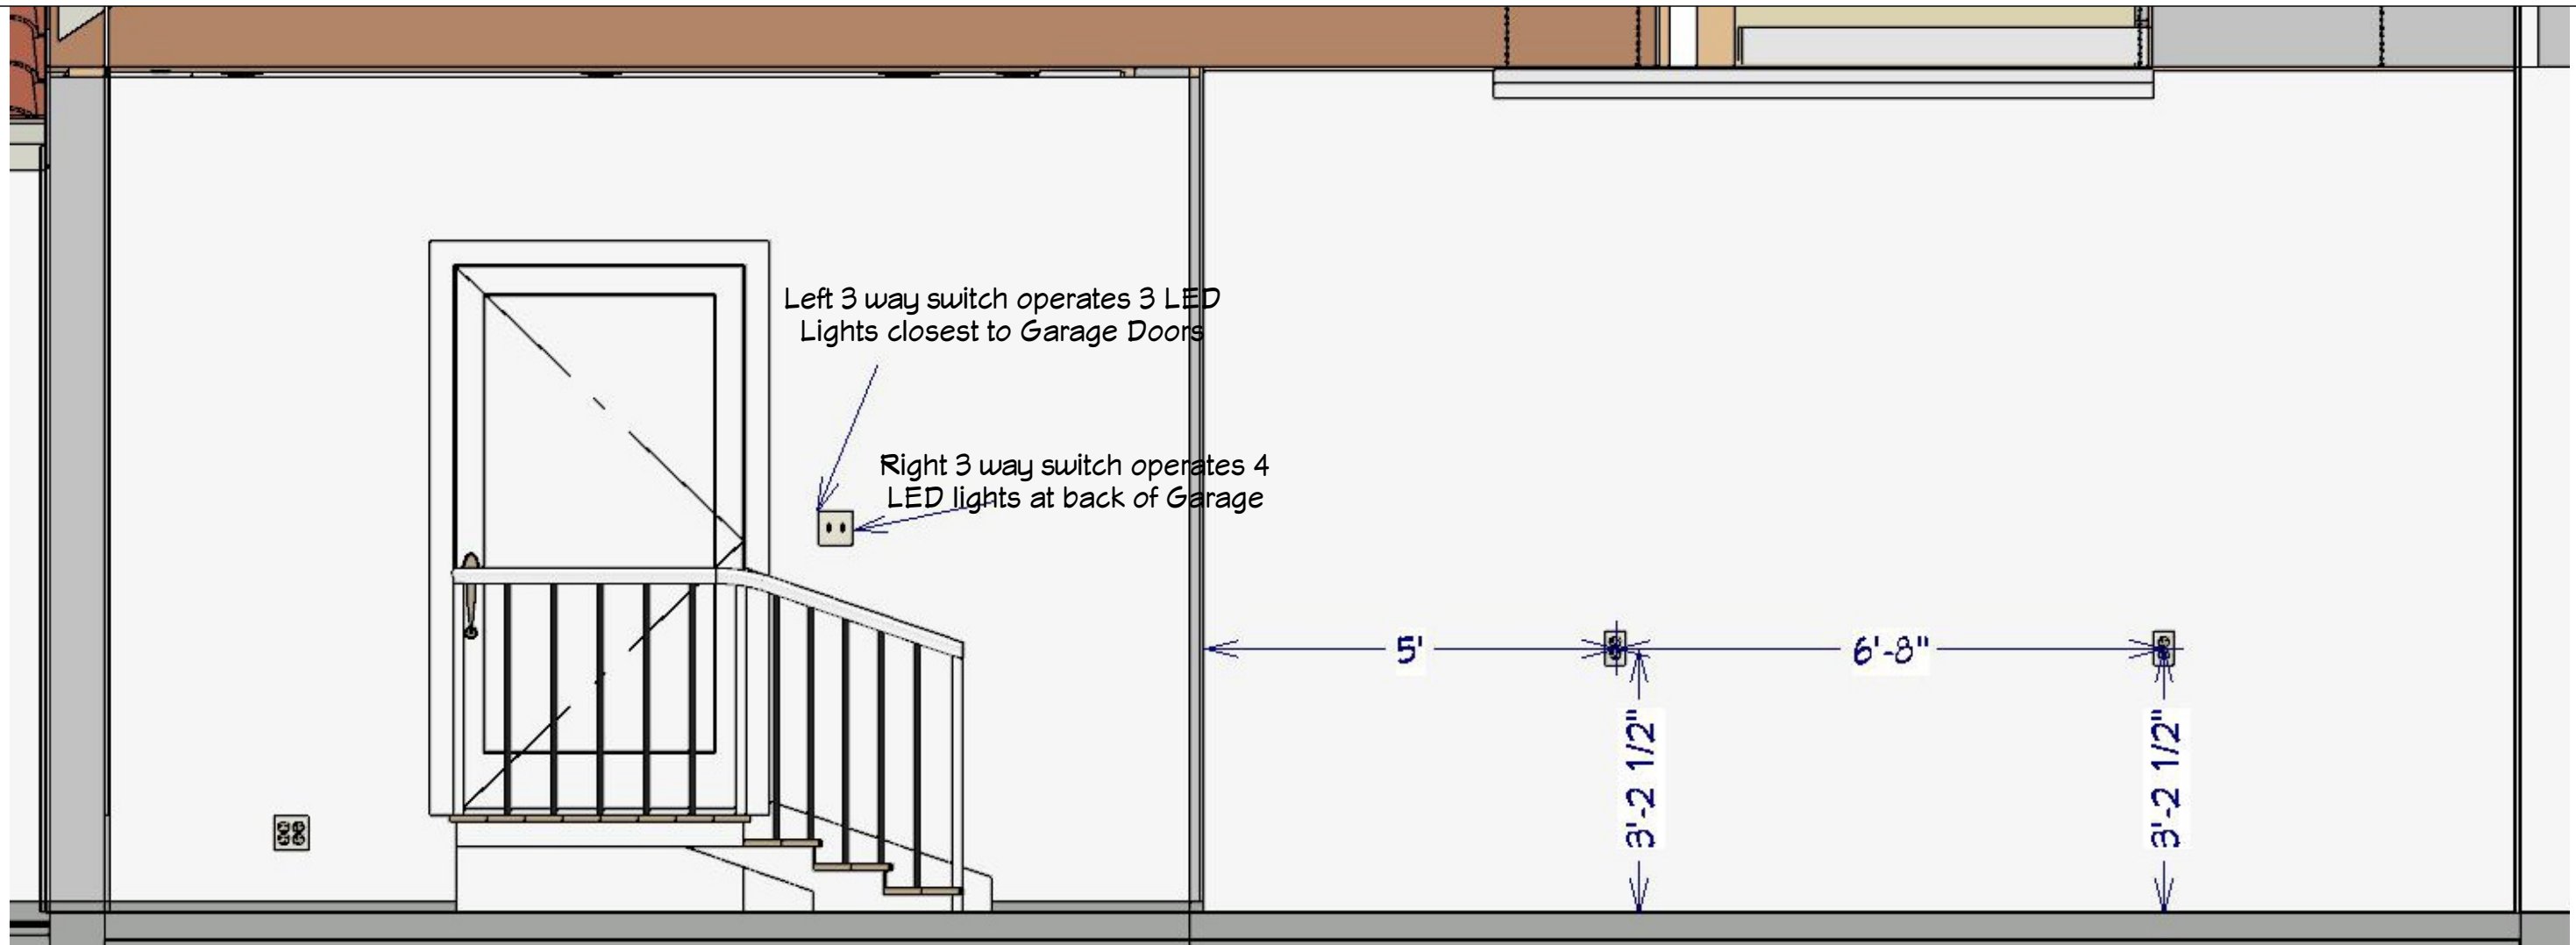 Left 3 way switch operates 3 LED
Lights closest to Garage Doors
Right 3 way switch operates 4
LED lights at back of Garage
5'
6'-8"
3'-2 1/2"
3'-2 1/2"